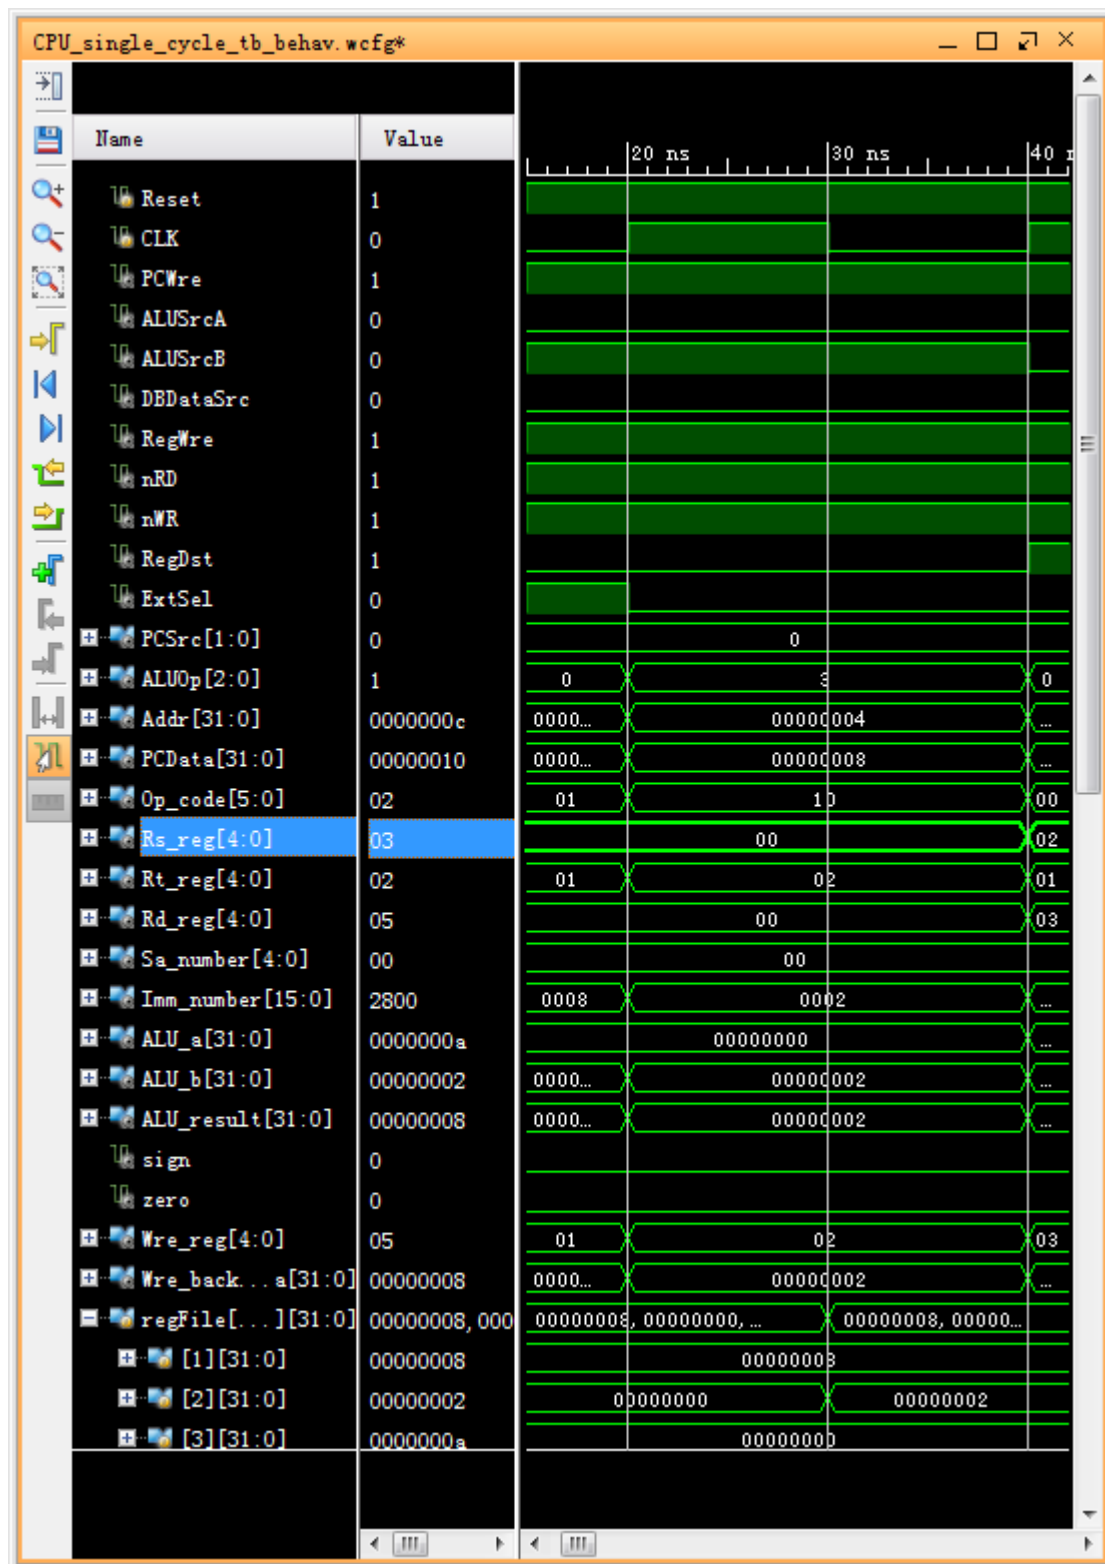 CPU_single_cycle_tb_behav.wcfg*
Name Value
20 ns 30 ns 40 n
Reset 1
CLK 0
PCWre 1
ALUSrcA 0
ALUSrcB 0
DBDataSrc 0
RegWre 1
nRD 1
nWR 1
RegDst 1
ExtSel 0
PCSrc[1:0] 0 0
ALUOp[2:0] 1 0 3 0
Addr[31:0] 0000000c 0000... 00000004 ...
PCData[31:0] 00000010 0000... 00000008 ...
Op_code[5:0] 02 01 10 00
Rs_reg[4:0] 03 00 02
Rt_reg[4:0] 02 01 02 01
Rd_reg[4:0] 05 00 03
Sa_number[4:0] 00 00
Imm_number[15:0] 2800 0008 0002 ...
ALU_a[31:0] 0000000a 00000000 ...
ALU_b[31:0] 00000002 0000... 00000002 ...
ALU_result[31:0] 00000008 0000... 00000002 ...
sign 0
zero 0
Wre_reg[4:0] 05 01 02 03
Wre_back...a[31:0] 00000008 0000... 00000002 ...
regFile[...][31:0] 00000008,000 00000008, 00000000, ... 00000008, 00000...
[1][31:0] 00000008 00000008
[2][31:0] 00000002 00000000 00000002
[3][31:0] 0000000a 00000000